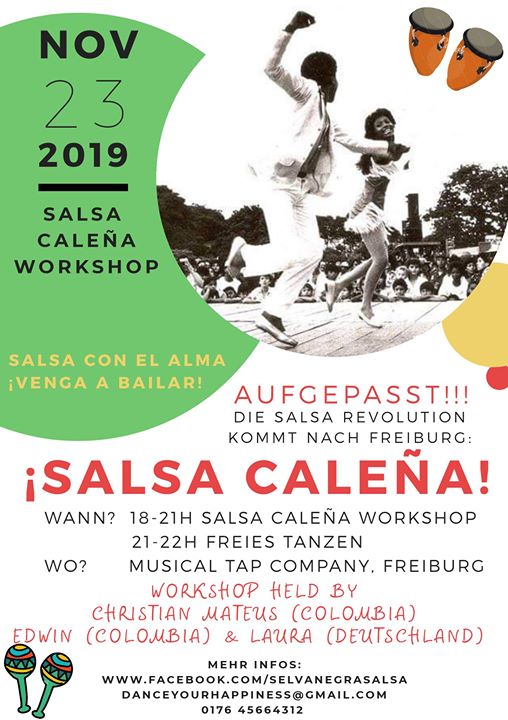 NOV
23
2019
SALSA
CALEÑA
WORKSHOP
SALSA CON EL ALMA
¡VENGA A BAILAR!
AUFGEPASST!!!
DIE SALSA REVOLUTION
KOMMT NACH FREIBURG:
¡SALSA CALEÑA!
WANN? 18-21H SALSA CALEÑA WORKSHOP
21-22H FREIES TANZEN
WO? MUSICAL TAP COMPANY, FREIBURG
WORKSHOP HELD BY
CHRISTIAN MATEUS (COLOMBIA)
EDWIN (COLOMBIA) & LAURA (DEUTSCHLAND)
MEHR INFOS:
WWW.FACEBOOK.COM/SELVANEGRASALSA
DANCEYOURHAPPINESS@GMAIL.COM
0176 45664312